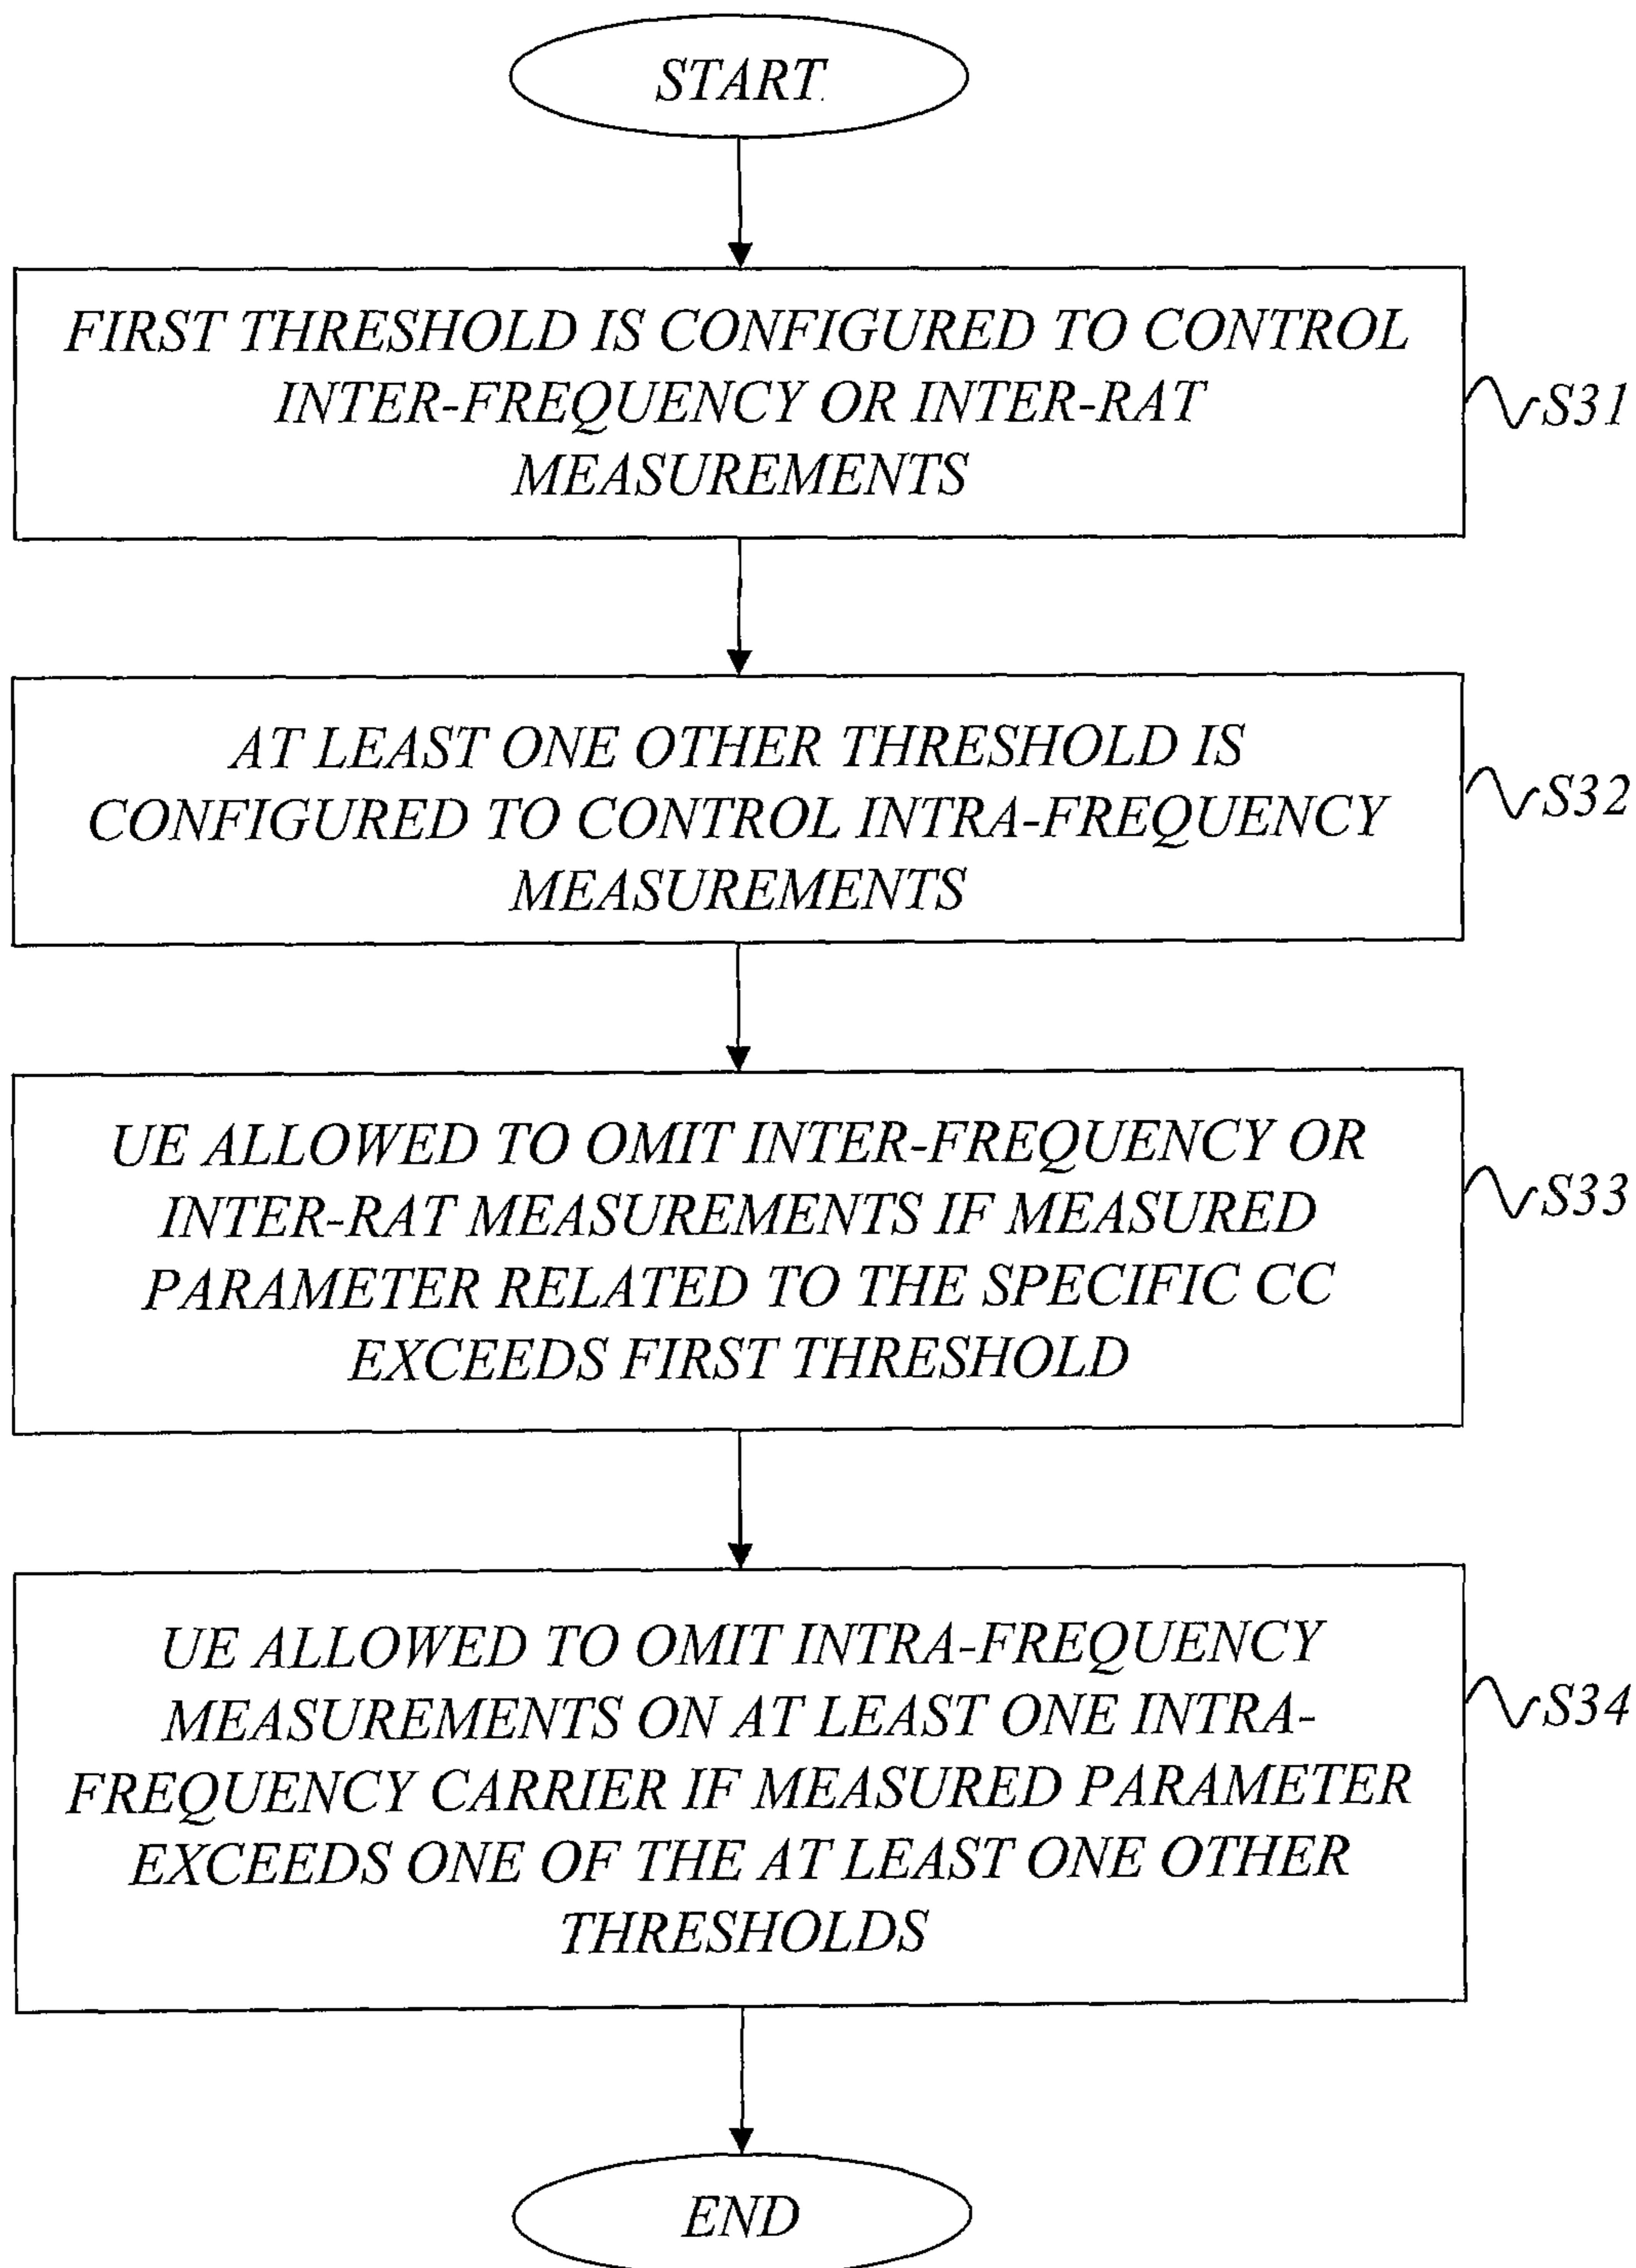 START
FIRST THRESHOLD IS CONFIGURED TO CONTROL
INTER-FREQUENCY OR INTER-RAT
MEASUREMENTS
S31
AT LEAST ONE OTHER THRESHOLD IS
CONFIGURED TO CONTROL INTRA-FREQUENCY
MEASUREMENTS
S32
UE ALLOWED TO OMIT INTER-FREQUENCY OR
INTER-RAT MEASUREMENTS IF MEASURED
PARAMETER RELATED TO THE SPECIFIC CC
EXCEEDS FIRST THRESHOLD
S33
UE ALLOWED TO OMIT INTRA-FREQUENCY
MEASUREMENTS ON AT LEAST ONE INTRA-
FREQUENCY CARRIER IF MEASURED PARAMETER
EXCEEDS ONE OF THE AT LEAST ONE OTHER
THRESHOLDS
S34
END